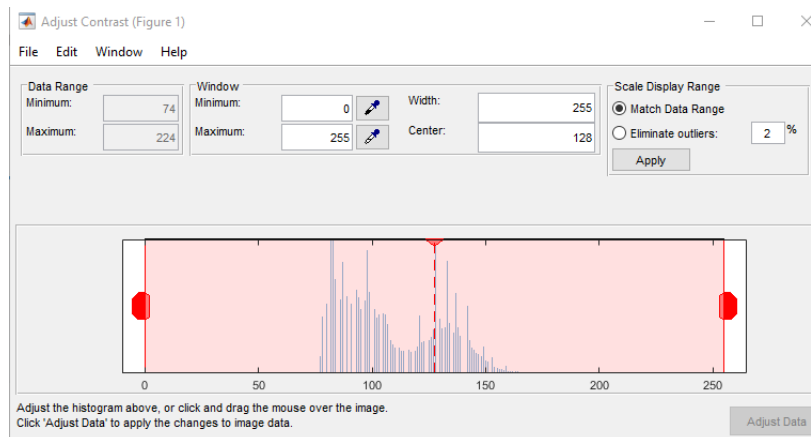 Adjust Contrast (Figure 1)
File Edit Window Help
Data Range
Minimum: 74
Maximum: 224
Window
Minimum: 0
Maximum: 255
Width: 255
Center: 128
Scale Display Range
Match Data Range
Eliminate outliers: 2 %
Apply
0 50 100 150 200 250
Adjust the histogram above, or click and drag the mouse over the image.
Click 'Adjust Data' to apply the changes to image data.
Adjust Data